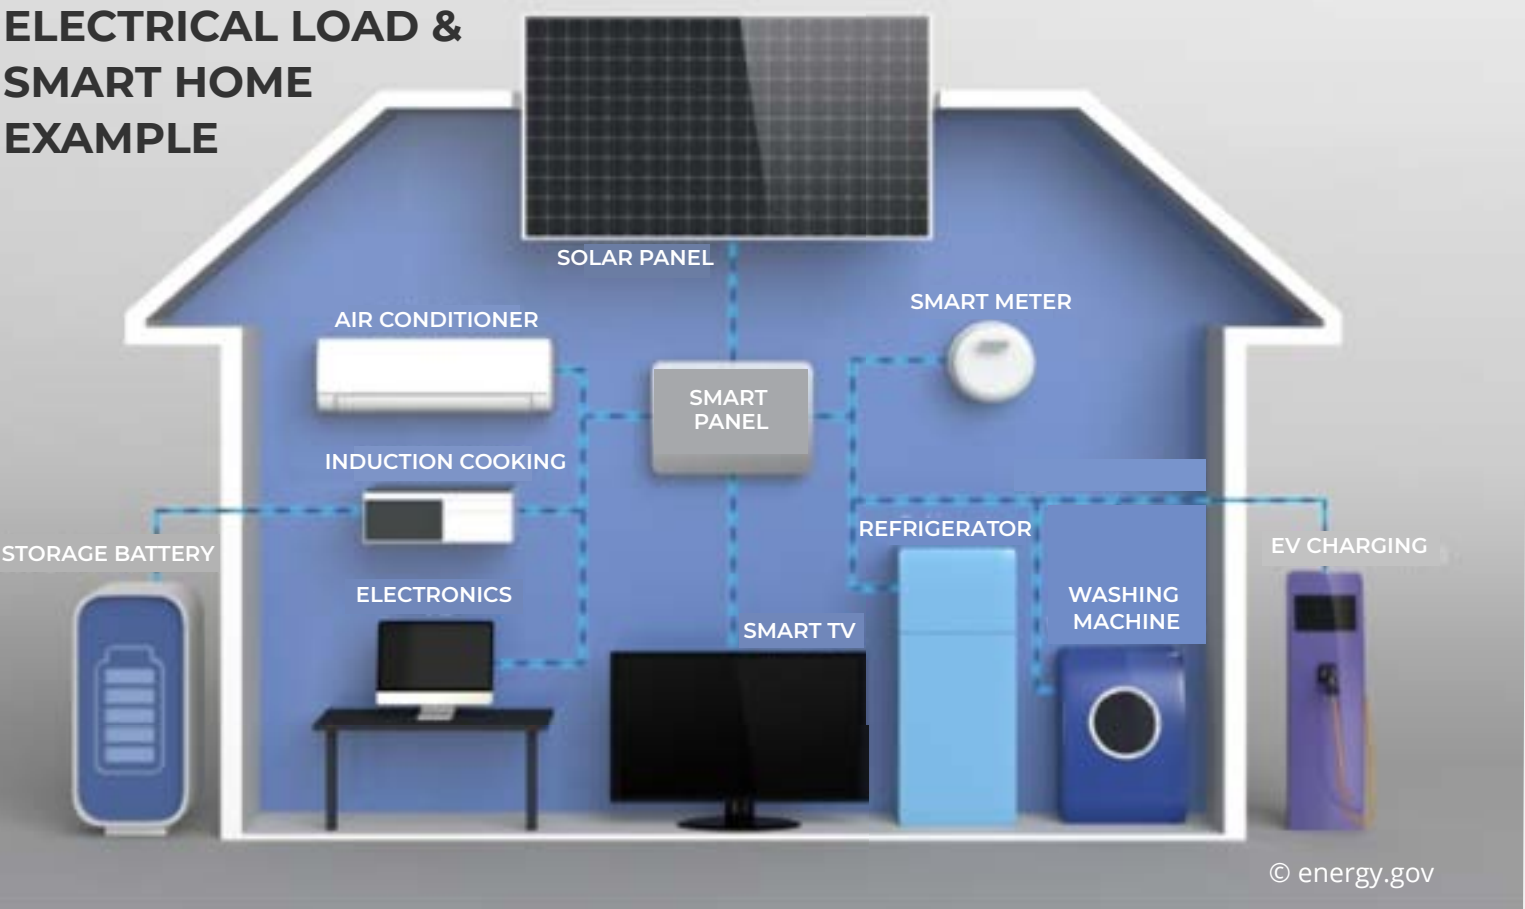 ELECTRICAL LOAD &
SMART HOME
EXAMPLE
SOLAR PANEL
SMART METER
AIR CONDITIONER
SMART
PANEL
INDUCTION COOKING
REFRIGERATOR
STORAGE BATTERY
EV CHARGING
ELECTRONICS
WASHING
MACHINE
SMART TV
© energy.gov